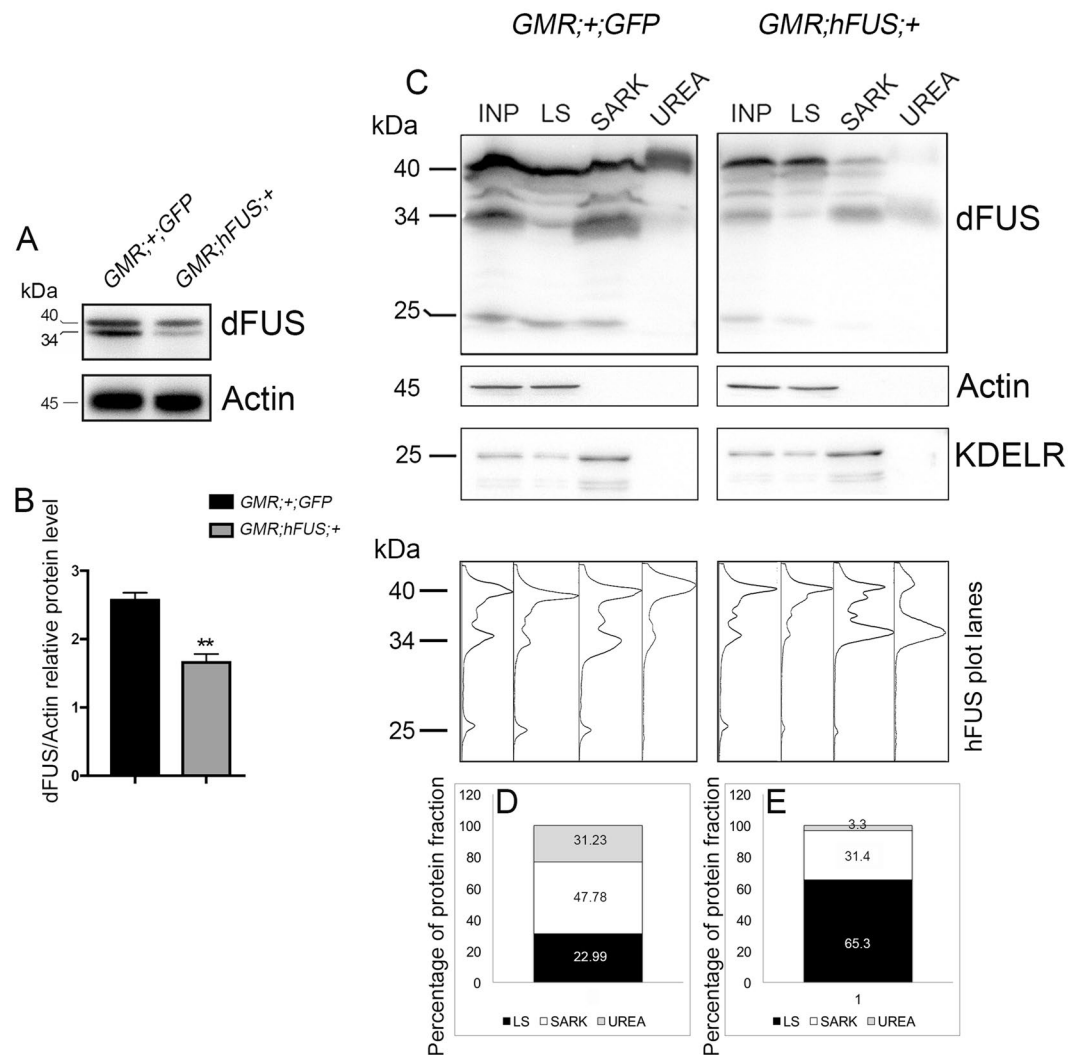 GMR;+;GFP
GMR;hFUS;+
C
INP
LS
SARK
UREA
INP
LS
SARK
UREA
kDa
40
34
25
dFUS
45
Actin
25
KDELR
A
GMR;+;GFP
GMR;hFUS;+
kDa
40
34
dFUS
45
Actin
B
GMR;+;GFP
GMR;hFUS;+
dFUS/Actin relative protein level
3
2
1
0
**
kDa
40
34
25
hFUS plot lanes
D
Percentage of protein fraction
120
100
80
60
40
20
0
31.23
47.78
22.99
LS SARK UREA
E
Percentage of protein fraction
120
100
80
60
40
20
0
3.3
31.4
65.3
1
LS SARK UREA